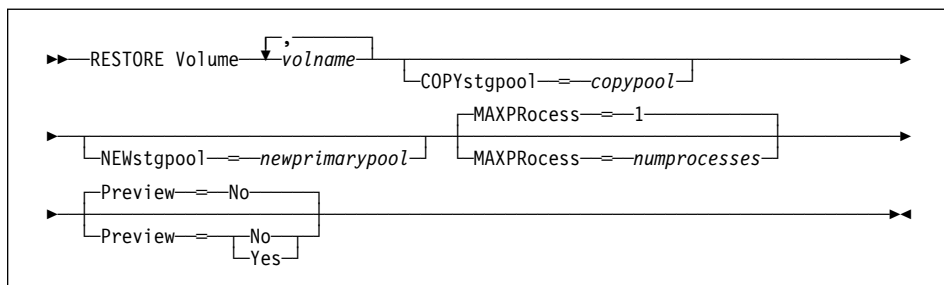 ,
RESTORE Volume volname
COPYstgpool = copypool
MAXPRocess = 1
NEWstgpool = newprimarypool
MAXPRocess = numprocesses
Preview = No
Preview = No
Yes